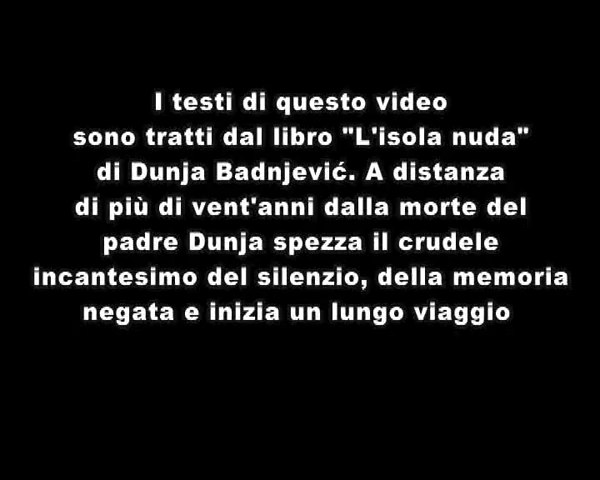 I testi di questo video
sono tratti dal libro "L'isola nuda"
di Dunja Badnjević. A distanza
di più di vent'anni dalla morte del
padre Dunja spezza il crudele
incantesimo del silenzio, della memoria
negata e inizia un lungo viaggio